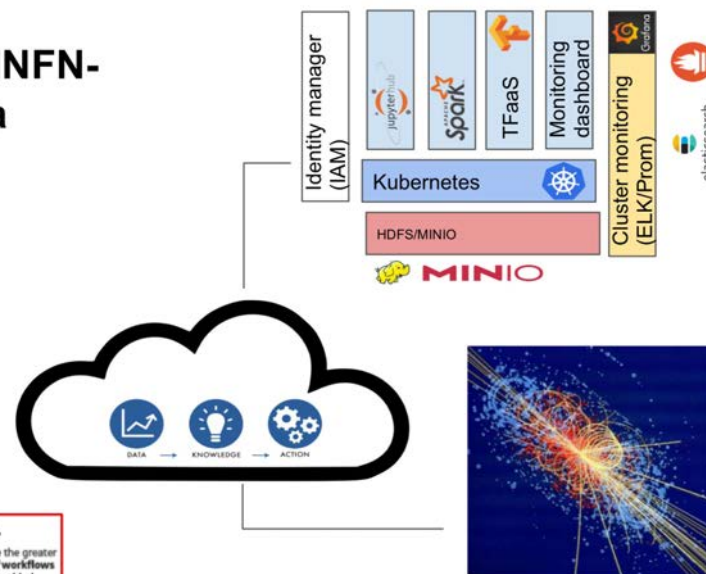 NFN-
a
Identity manager
(IAM)
jupyterhub
APACHE
Spark
TFaaS
Monitoring
dashboard
Grafana
Cluster monitoring
(ELK/Prom)
Kubernetes
HDFS/MINIO
MINIO
DATA
KNOWLEDGE
ACTION
the greater
workflows